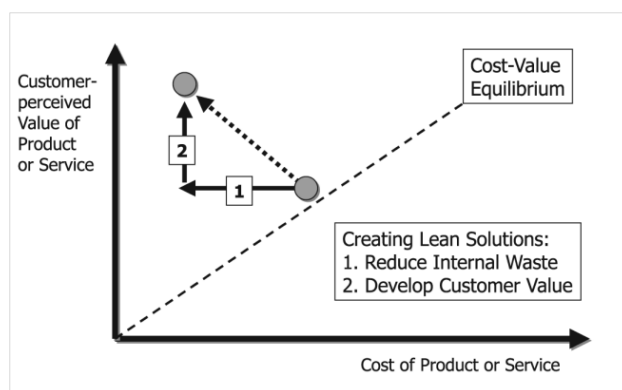 Customer-
perceived
Value of
Product
or Service
Cost-Value
Equilibrium
2
1
Creating Lean Solutions:
1. Reduce Internal Waste
2. Develop Customer Value
Cost of Product or Service